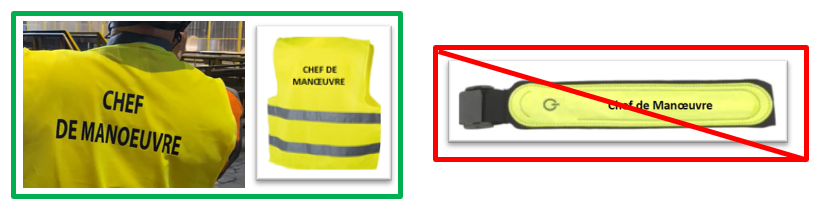 CHEF
DE MANOEUVRE
CHEF DE
MANŒUVRE
Chef de Manœuvre